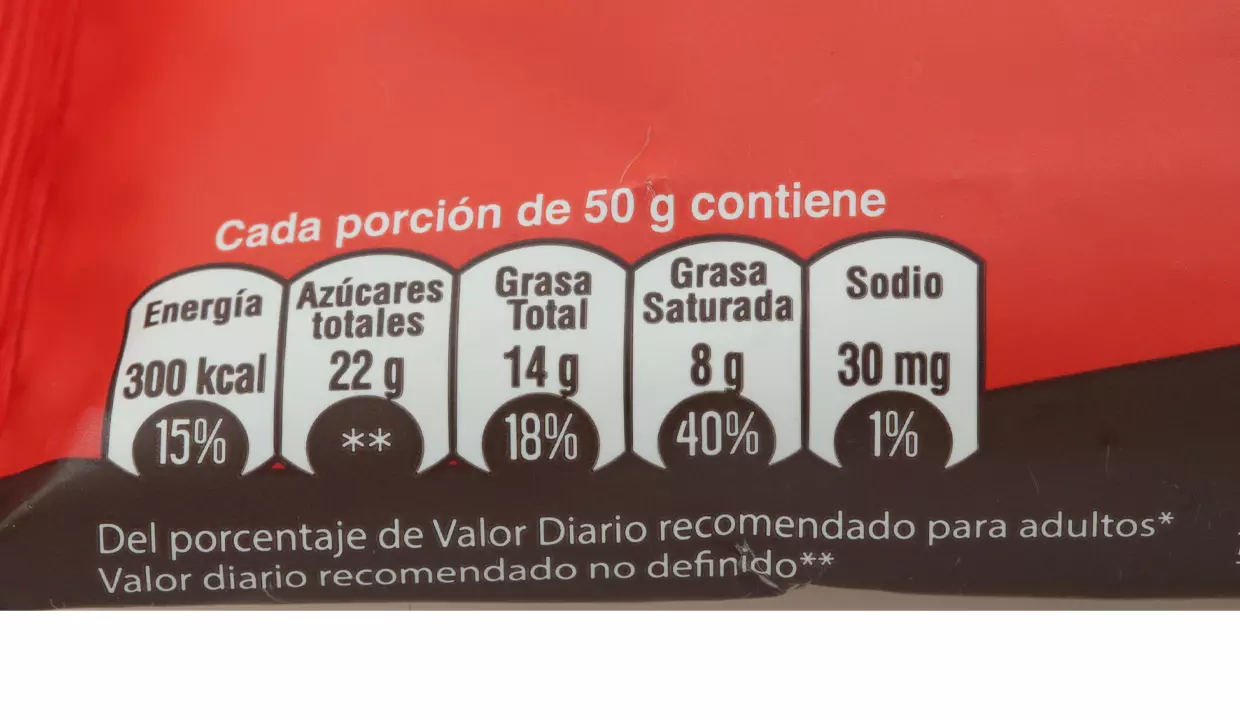 Cada porción de 50 g contiene
Energía
300 kcal
15%
Azúcares
totales
22 g
**
Grasa
Total
14 g
18%
Grasa
Saturada
8 g
40%
Sodio
30 mg
1%
Del porcentaje de Valor Diario recomendado para adultos*
Valor diario recomendado no definido**